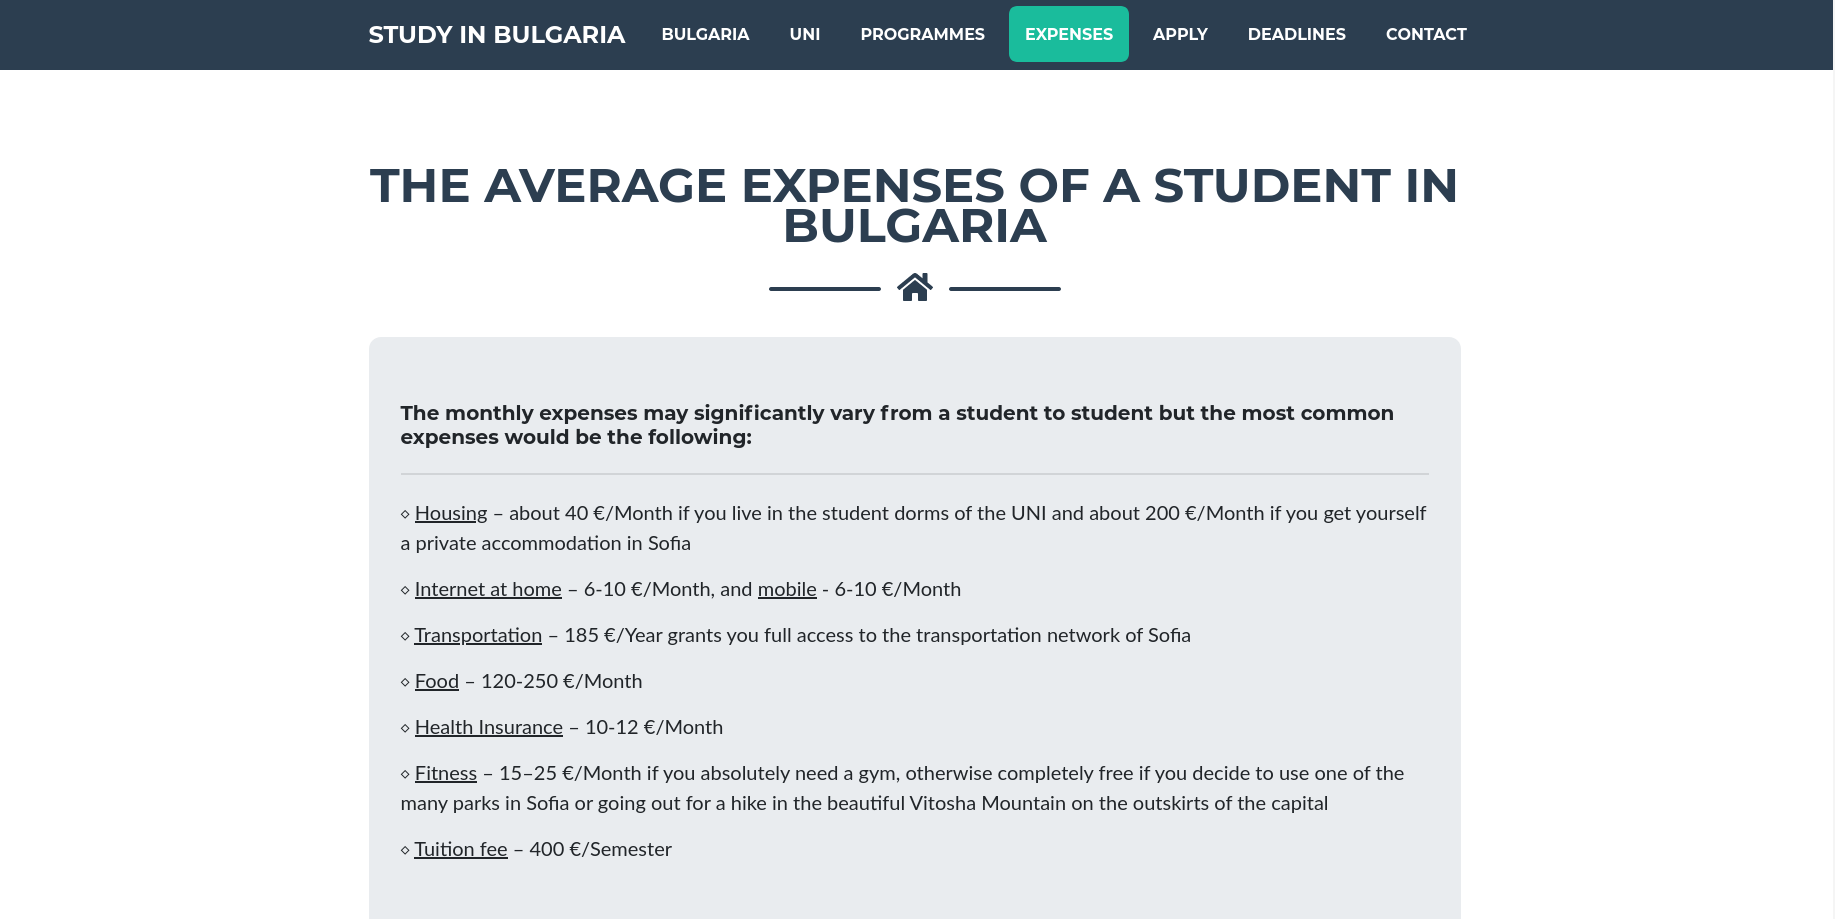 STUDY IN BULGARIA BULGARIA UNI PROGRAMMES EXPENSES APPLY DEADLINES CONTACT
THE AVERAGE EXPENSES OF A STUDENT IN
BULGARIA
The monthly expenses may significantly vary from a student to student but the most common
expenses would be the following:
⋄ Housing – about 40 €/Month if you live in the student dorms of the UNI and about 200 €/Month if you get yourself
a private accommodation in Sofia
⋄ Internet at home – 6-10 €/Month, and mobile - 6-10 €/Month
⋄ Transportation – 185 €/Year grants you full access to the transportation network of Sofia
⋄ Food – 120-250 €/Month
⋄ Health Insurance – 10-12 €/Month
⋄ Fitness – 15–25 €/Month if you absolutely need a gym, otherwise completely free if you decide to use one of the
many parks in Sofia or going out for a hike in the beautiful Vitosha Mountain on the outskirts of the capital
⋄ Tuition fee – 400 €/Semester